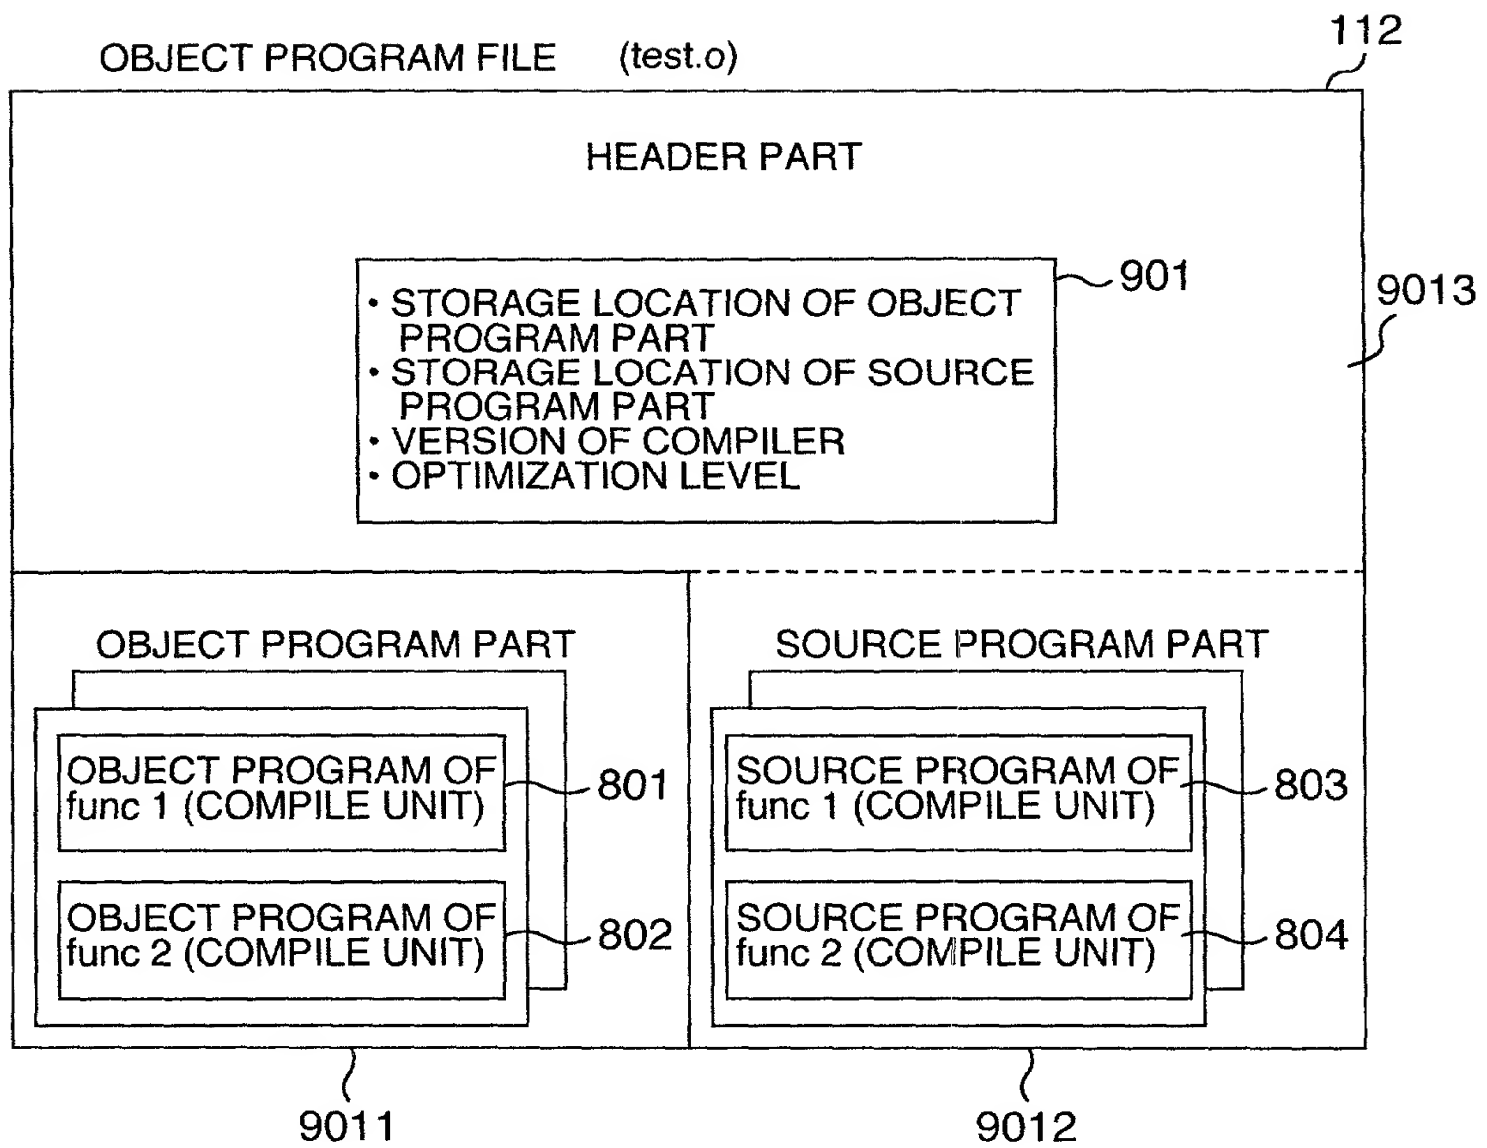 112
OBJECT PROGRAM FILE (test.o)
HEADER PART
901
9013
• STORAGE LOCATION OF OBJECT
PROGRAM PART
• STORAGE LOCATION OF SOURCE
PROGRAM PART
• VERSION OF COMPILER
• OPTIMIZATION LEVEL
OBJECT PROGRAM PART
OBJECT PROGRAM OF
func 1 (COMPILE UNIT)
801
OBJECT PROGRAM OF
func 2 (COMPILE UNIT)
802
9011
SOURCE PROGRAM PART
SOURCE PROGRAM OF
func 1 (COMPILE UNIT)
803
SOURCE PROGRAM OF
func 2 (COMPILE UNIT)
804
9012